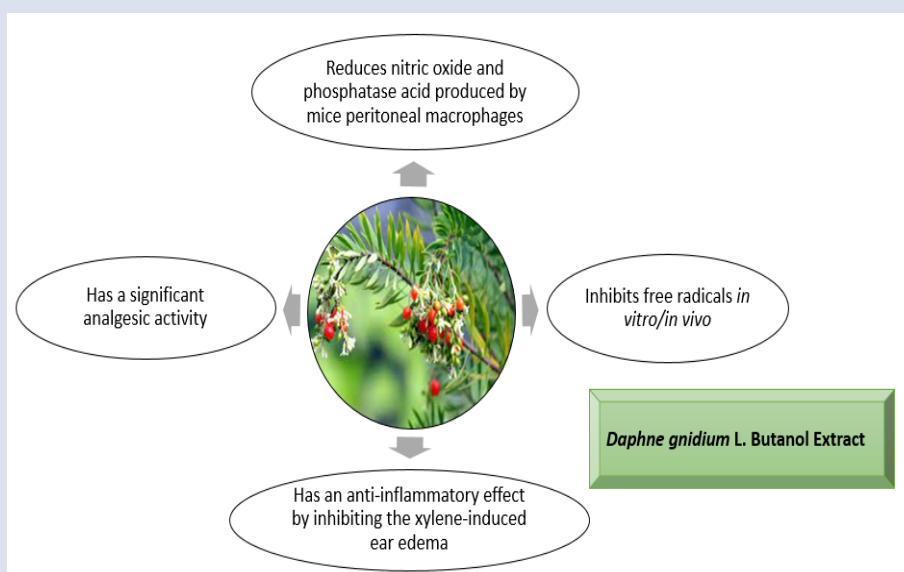 Reduces nitric oxide and
phosphatase acid produced by
mice peritoneal macrophages
Has a significant
analgesic activity
Inhibits free radicals in
vitro/in vivo
Daphne gnidium L. Butanol Extract
Has an anti-inflammatory effect
by inhibiting the xylene-induced
ear edema